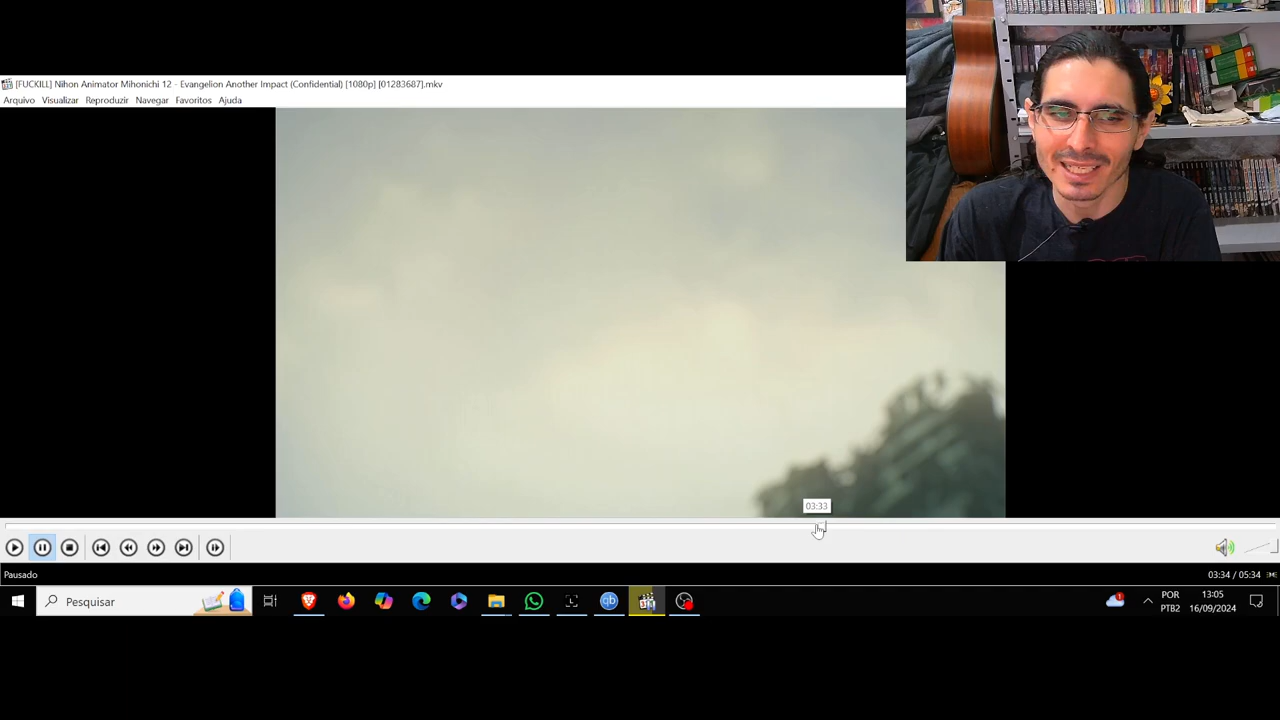 [FUCKILL] Nihon Animator Mihonichi 12 - Evangelion Another Impact (Confidential) [1080p] [01283687].mkv
Arquivo Visualizar Reproduzir Navegar Favoritos Ajuda
03:33
Pausado
03:34 / 05:34
Pesquisar
POR
PTB2
13:05
16/09/2024